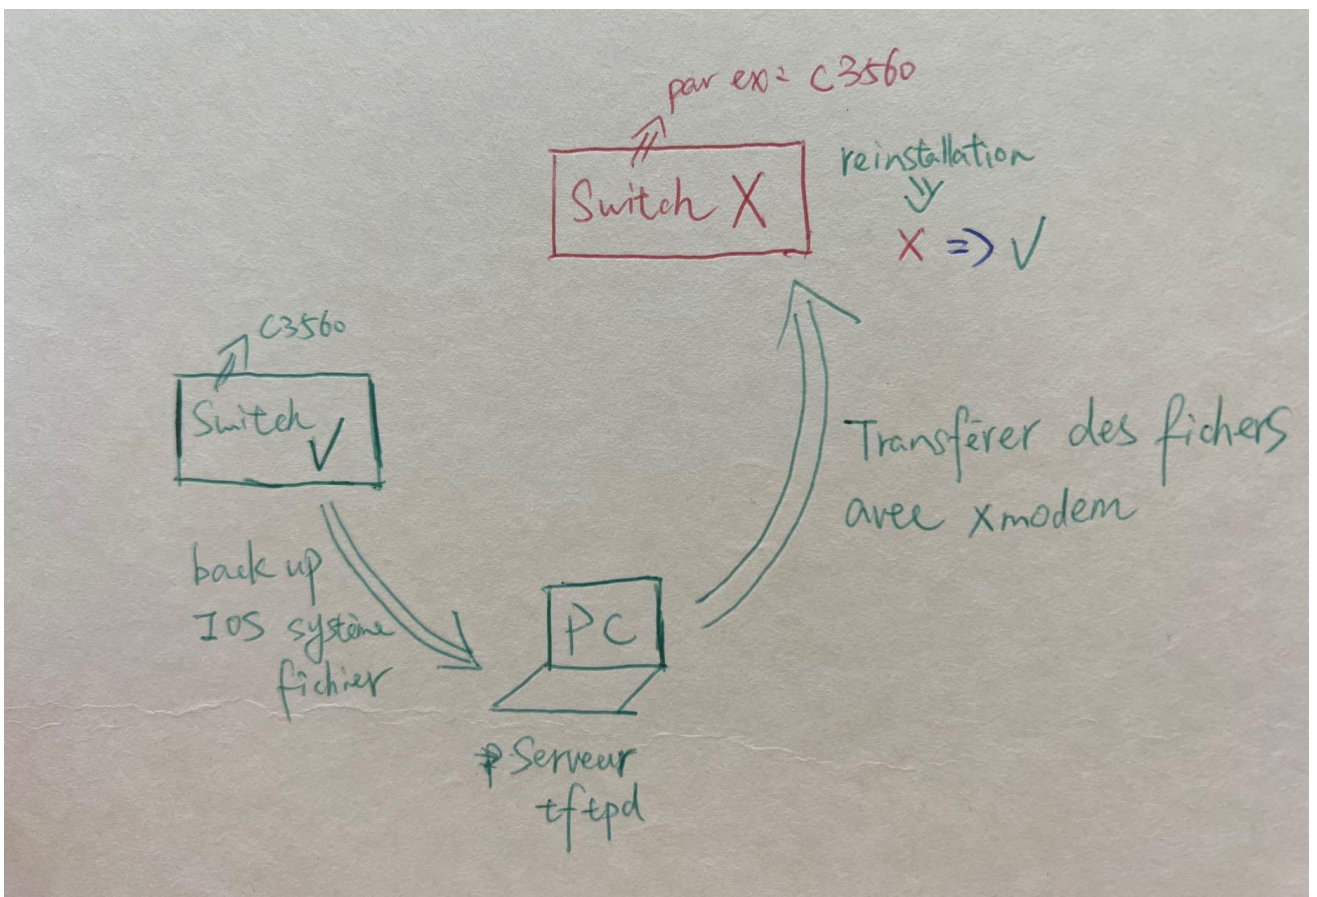 par ex: C3560
Switch X
reinstallation
X => ✓
C3560
Switch ✓
Transférer des fichers
avec xmodem
back up
IOS système
fichier
PC
Serveur
tftpd